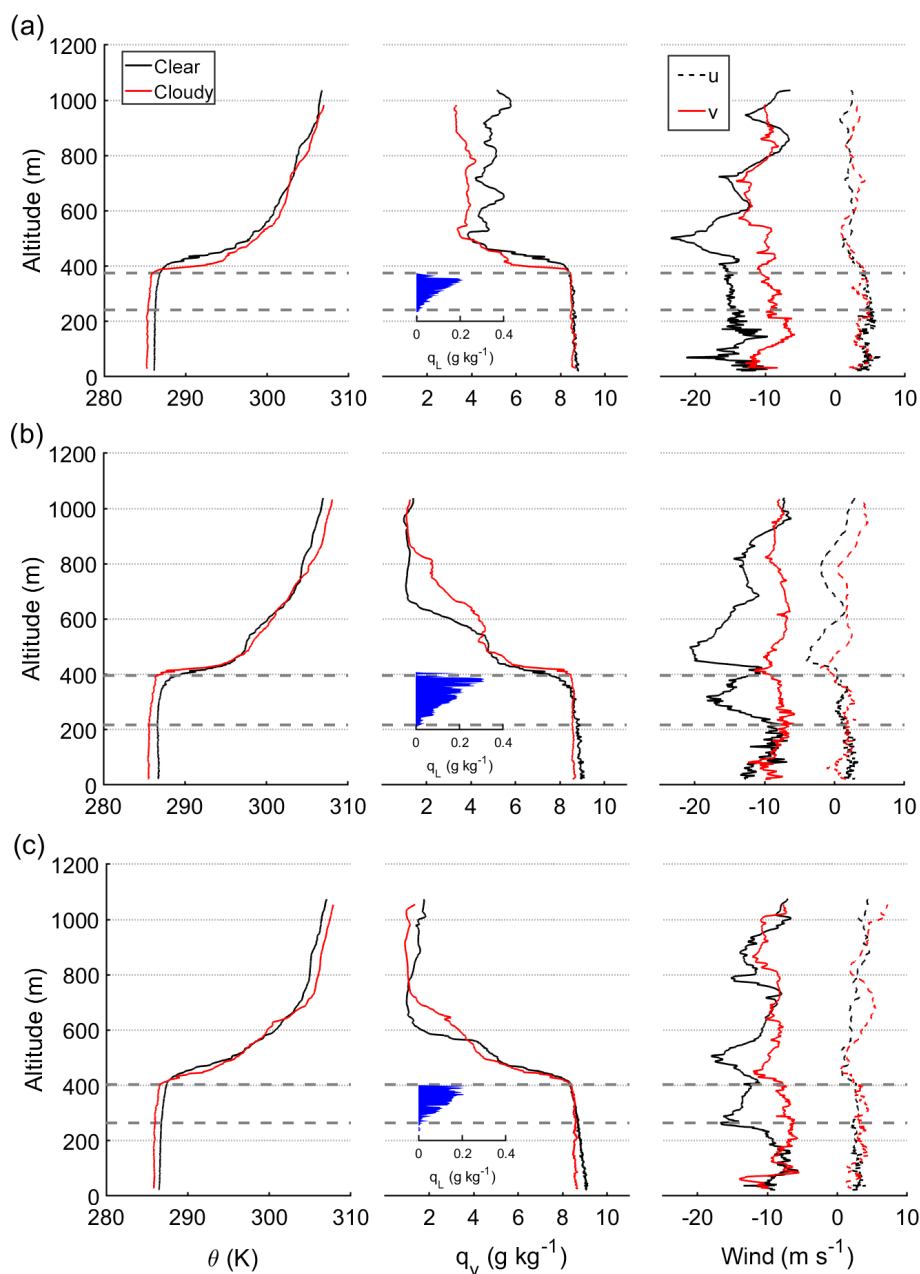 (a)
1200
1000
800
600
400
200
0
Altitude (m)
Clear
Cloudy
280 290 300 310
0 0.2 0.4
q_L (g kg⁻¹)
2 4 6 8 10
u
v
-20 -10 0 10
(b)
1200
1000
800
600
400
200
0
Altitude (m)
280 290 300 310
0 0.2 0.4
q_L (g kg⁻¹)
2 4 6 8 10
-20 -10 0 10
(c)
1200
1000
800
600
400
200
0
Altitude (m)
280 290 300 310
0 0.2 0.4
q_L (g kg⁻¹)
2 4 6 8 10
-20 -10 0 10
θ (K)
q_v (g kg⁻¹)
Wind (m s⁻¹)